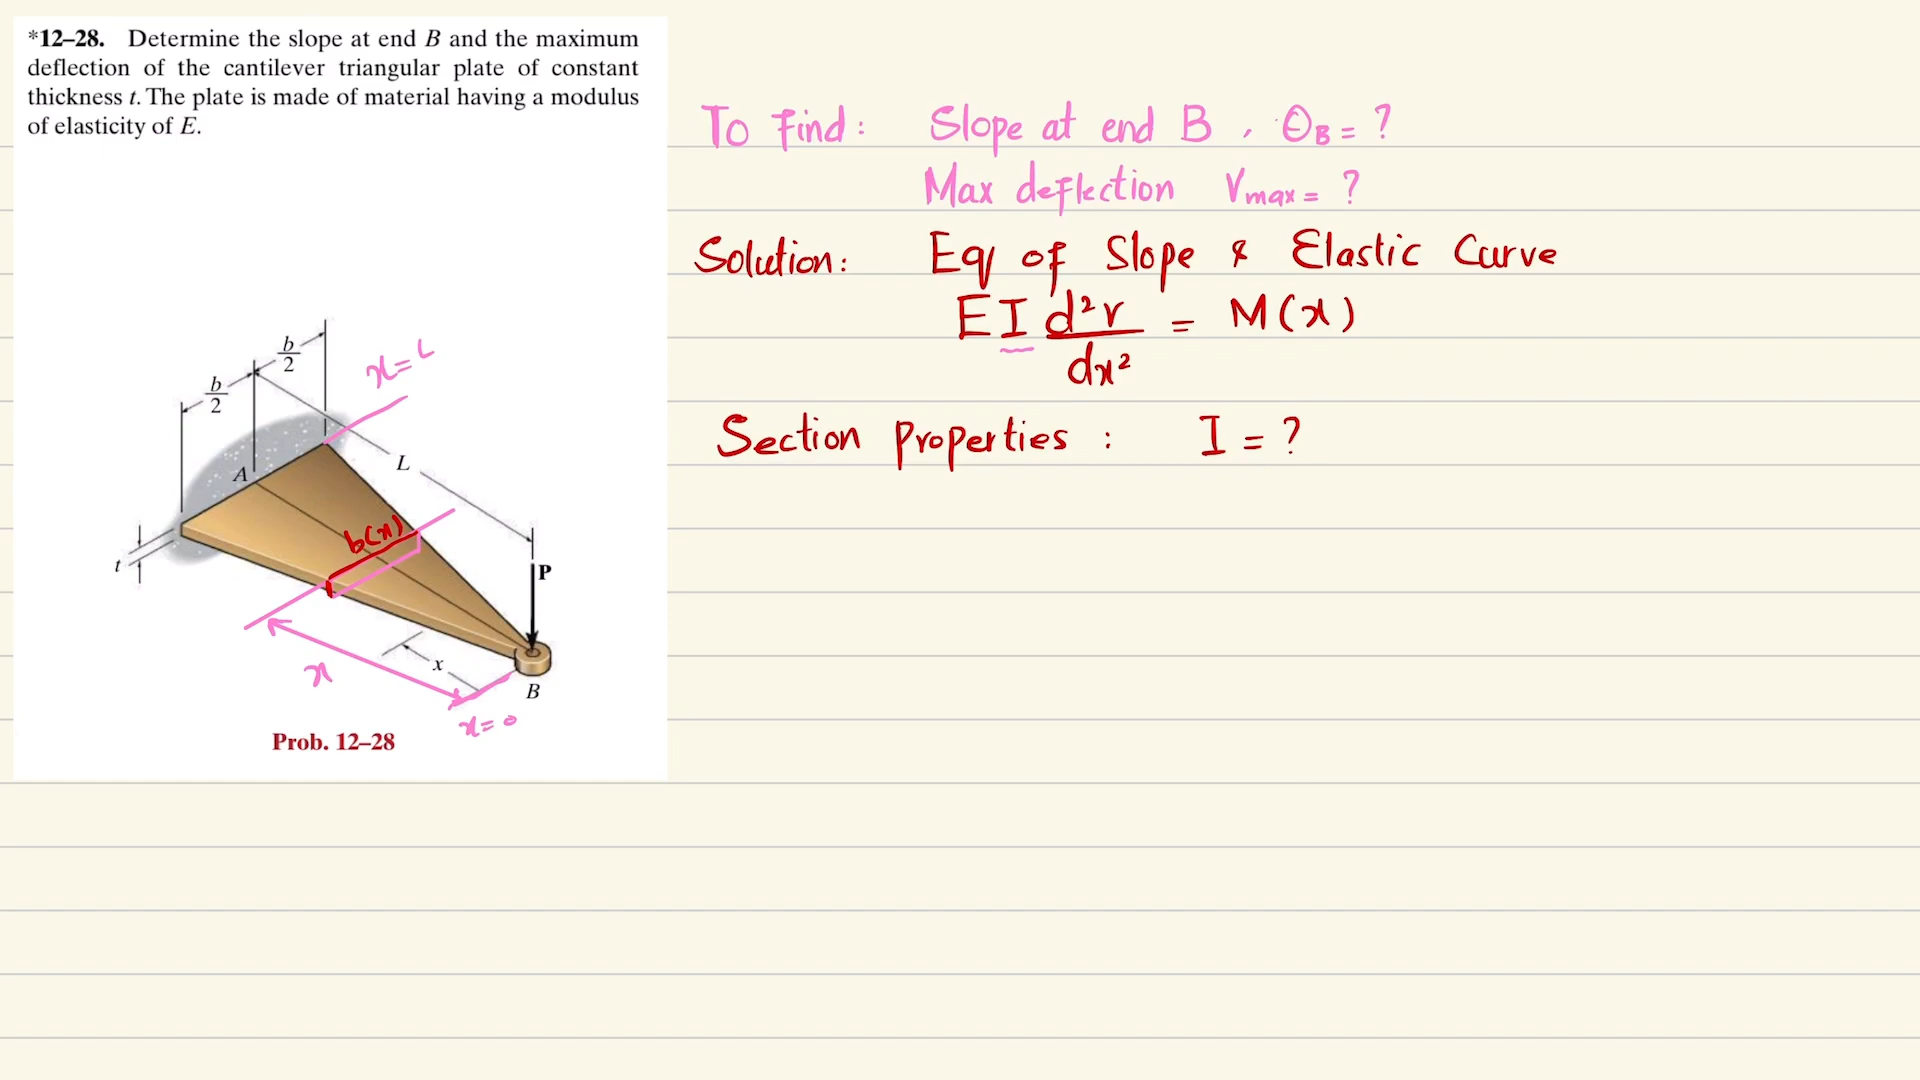 *12–28. Determine the slope at end B and the maximum
deflection of the cantilever triangular plate of constant
thickness t. The plate is made of material having a modulus
of elasticity of E.
To Find: Slope at end B, θB = ?
Max deflection Vmax = ?
Solution: Eq of Slope & Elastic Curve
EI d²v/dx² = M(x)
Section Properties: I = ?
b/2
b/2
x = L
A
L
b(x)
t
P
x
x
B
x = 0
Prob. 12–28